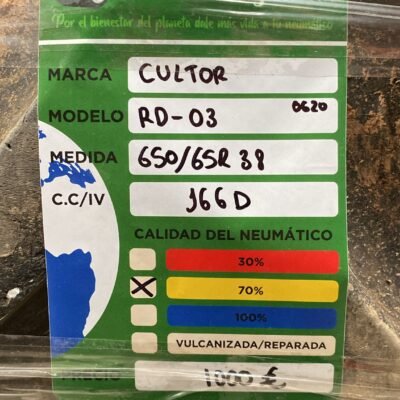 Por el bienestar del planeta dale más vida a tu neumático
MARCA CULTOR
MODELO RD-03 0620
MEDIDA 650/65R 38
C.C/IV 166D
CALIDAD DEL NEUMÁTICO
30%
X 70%
100%
VULCANIZADA/REPARADA
PRECIO 1000 €